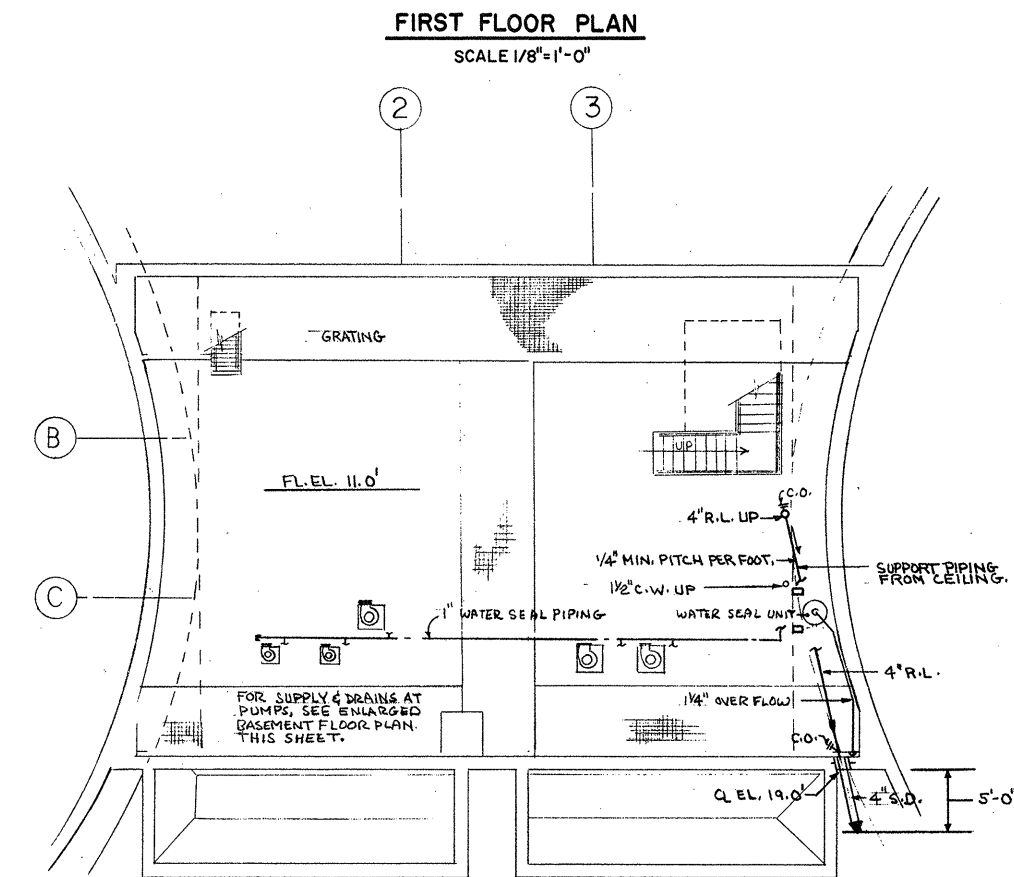 FIRST FLOOR PLAN
SCALE 1/8"=1'-0"
2
3
GRATING
B
UP
FL.EL. 11.0'
C.O.
4" R.L. UP
1/4" MIN. PITCH PER FOOT.
SUPPORT PIPING
FROM CEILING.
C
1½" C.W. UP
1" WATER SEAL PIPING
WATER SEAL UNIT
4" R.L.
FOR SUPPLY & DRAINS AT
PUMPS, SEE ENLARGED
BASEMENT FLOOR PLAN
THIS SHEET.
1¼" OVER FLOW
C.O.
℄ EL. 19.0'
4" S.D.
5'-0"